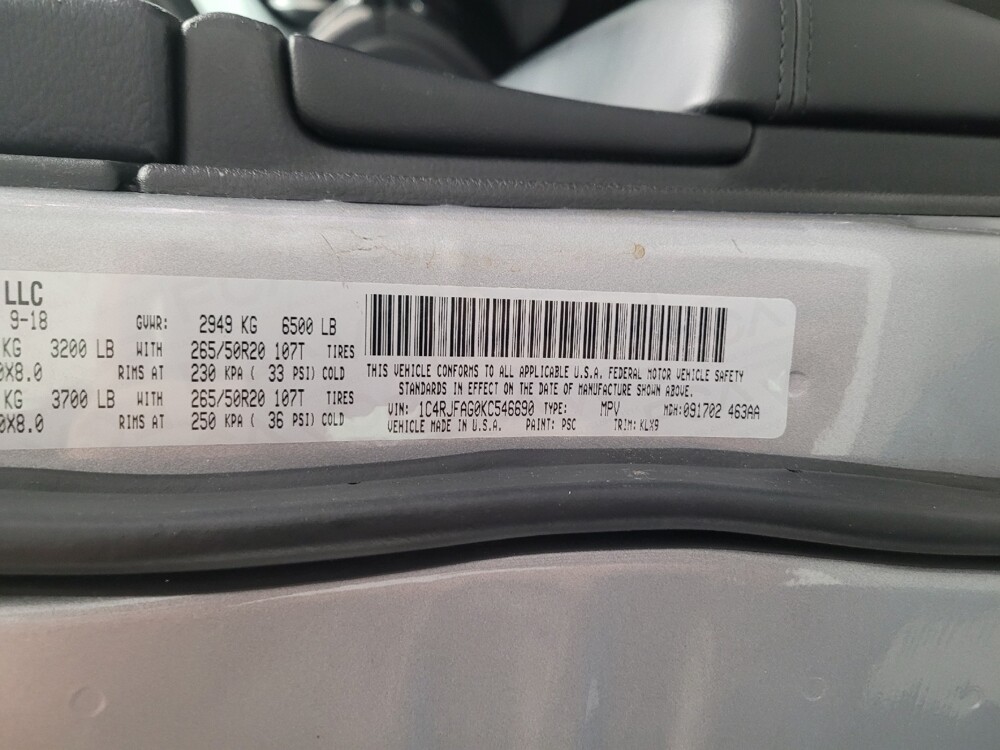 LLC
9-18
GVWR: 2949 KG 6500 LB
KG 3200 LB WITH 265/50R20 107T TIRES
0X8.0 RIMS AT 230 KPA ( 33 PSI) COLD
KG 3700 LB WITH 265/50R20 107T TIRES
0X8.0 RIMS AT 250 KPA ( 36 PSI) COLD
THIS VEHICLE CONFORMS TO ALL APPLICABLE U.S.A. FEDERAL MOTOR VEHICLE SAFETY
STANDARDS IN EFFECT ON THE DATE OF MANUFACTURE SHOWN ABOVE.
VIN: 1C4RJFAG0KC546690 TYPE: MPV MDH:091702 463AA
VEHICLE MADE IN U.S.A. PAINT: PSC TRIM: KLX9